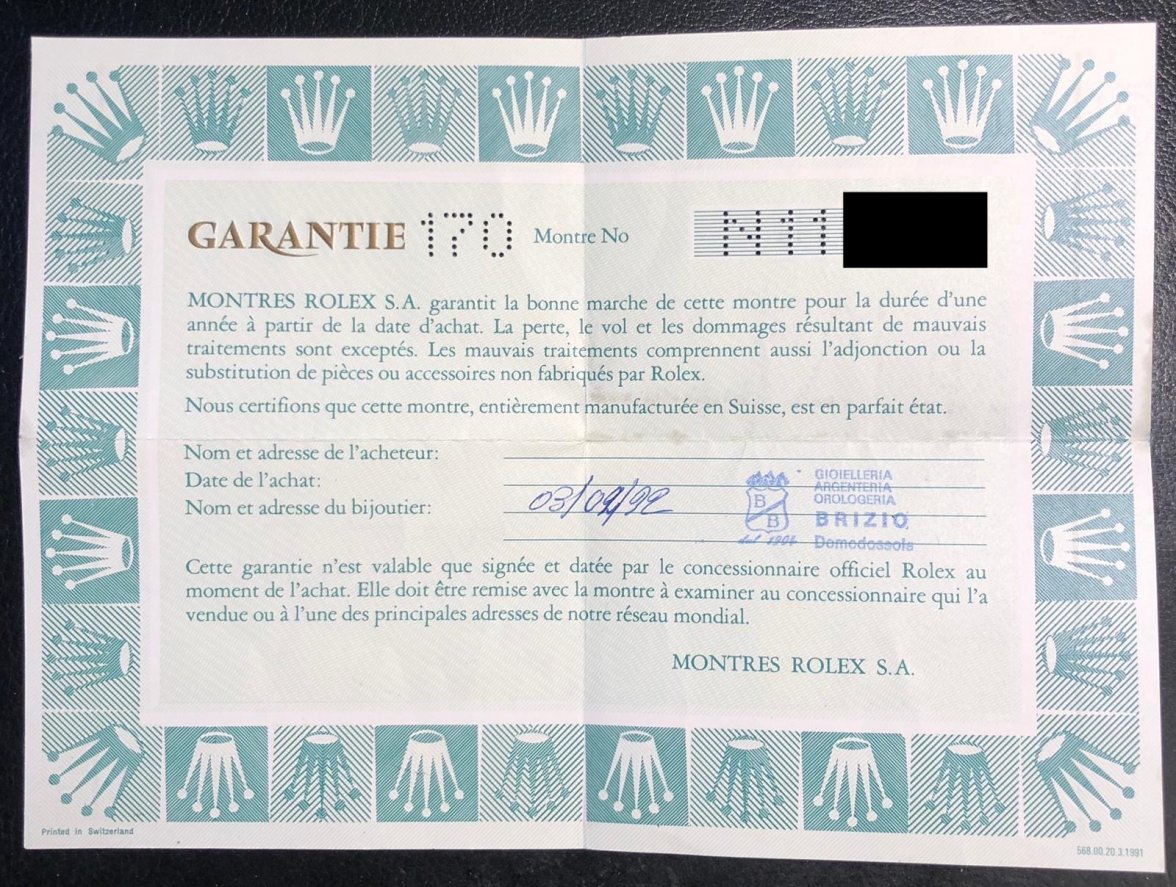 GARANTIE 170 Montre No N11
MONTRES ROLEX S.A. garantit la bonne marche de cette montre pour la durée d'une
année à partir de la date d'achat. La perte, le vol et les dommages résultant de mauvais
traitements sont exceptés. Les mauvais traitements comprennent aussi l'adjonction ou la
substitution de pièces ou accessoires non fabriqués par Rolex.
Nous certifions que cette montre, entièrement manufacturée en Suisse, est en parfait état.
Nom et adresse de l'acheteur:
Date de l'achat:
Nom et adresse du bijoutier:
03/02/92
B
B
dal 1904
GIOIELLERIA
ARGENTERIA
OROLOGERIA
BRIZIO
Domodossola
Cette garantie n'est valable que signée et datée par le concessionnaire officiel Rolex au
moment de l'achat. Elle doit être remise avec la montre à examiner au concessionnaire qui l'a
vendue ou à l'une des principales adresses de notre réseau mondial.
MONTRES ROLEX S.A.
Printed in Switzerland
568.00.20.3.1991